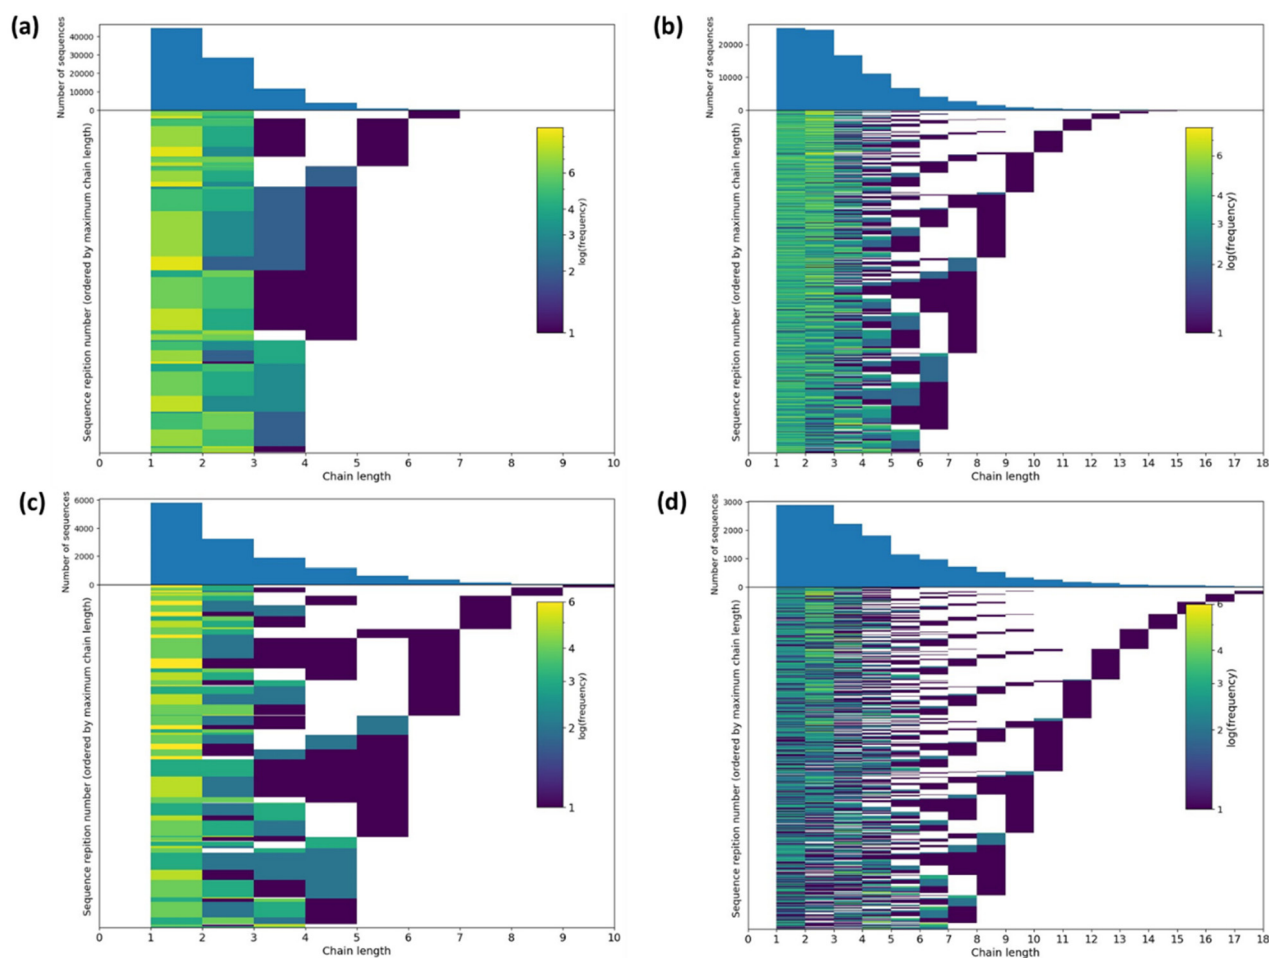 (a)
Number of sequences
40000
30000
20000
10000
0
Sequence repition number (ordered by maximum chain length)
6
4
3
2
1
log(frequency)
0 1 2 3 4 5 6 7 8 9 10
Chain length
(b)
Number of sequences
20000
10000
0
Sequence repition number (ordered by maximum chain length)
6
4
3
2
1
log(frequency)
0 1 2 3 4 5 6 7 8 9 10 11 12 13 14 15 16 17 18
Chain length
(c)
Number of sequences
6000
4000
2000
0
Sequence repition number (ordered by maximum chain length)
6
4
3
2
1
log(frequency)
0 1 2 3 4 5 6 7 8 9 10
Chain length
(d)
Number of sequences
3000
2000
1000
0
Sequence repition number (ordered by maximum chain length)
6
4
3
2
1
log(frequency)
0 1 2 3 4 5 6 7 8 9 10 11 12 13 14 15 16 17 18
Chain length